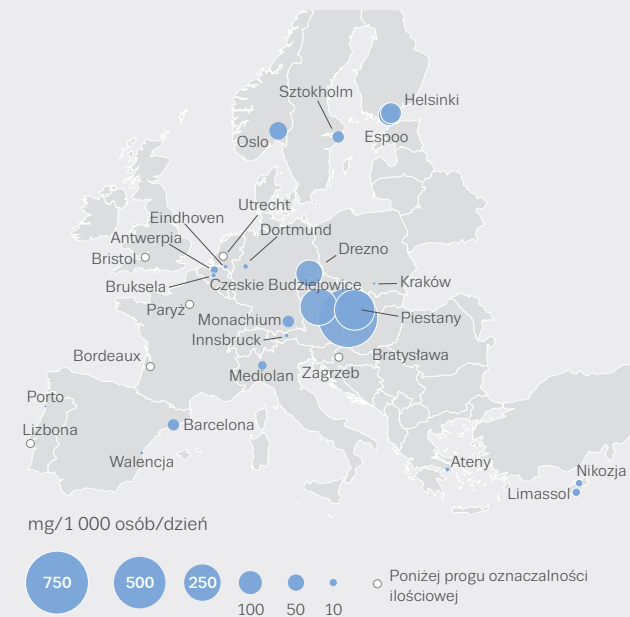 Sztokholm
Helsinki
Oslo
Espoo
Utrecht
Eindhoven
Dortmund
Antwerpia
Drezno
Bristol
Bruksela
Czeskie Budziejowice
Kraków
Paryż
Monachium
Piestany
Innsbruck
Bordeaux
Bratysława
Mediolan
Zagrzeb
Porto
Lizbona
Barcelona
Walencja
Ateny
Nikozja
Limassol
mg/1 000 osób/dzień
750
500
250
100
50
10
Poniżej progu oznaczalności
ilościowej